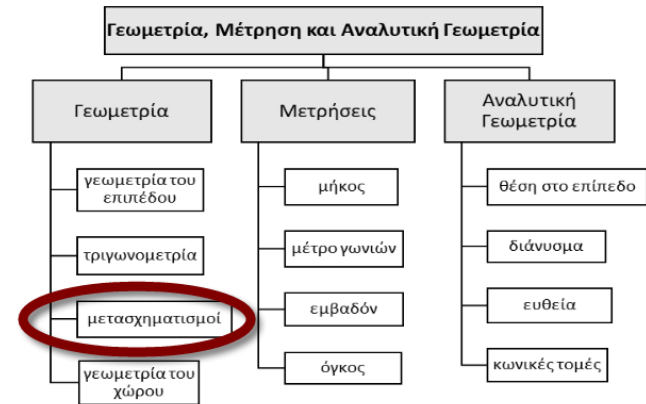 Γεωμετρία, Μέτρηση και Αναλυτική Γεωμετρία
Γεωμετρία
γεωμετρία του
επιπέδου
τριγωνομετρία
μετασχηματισμοί
γεωμετρία του
χώρου
Μετρήσεις
μήκος
μέτρο γωνιών
εμβαδόν
όγκος
Αναλυτική
Γεωμετρία
θέση στο επίπεδο
διάνυσμα
ευθεία
κωνικές τομές